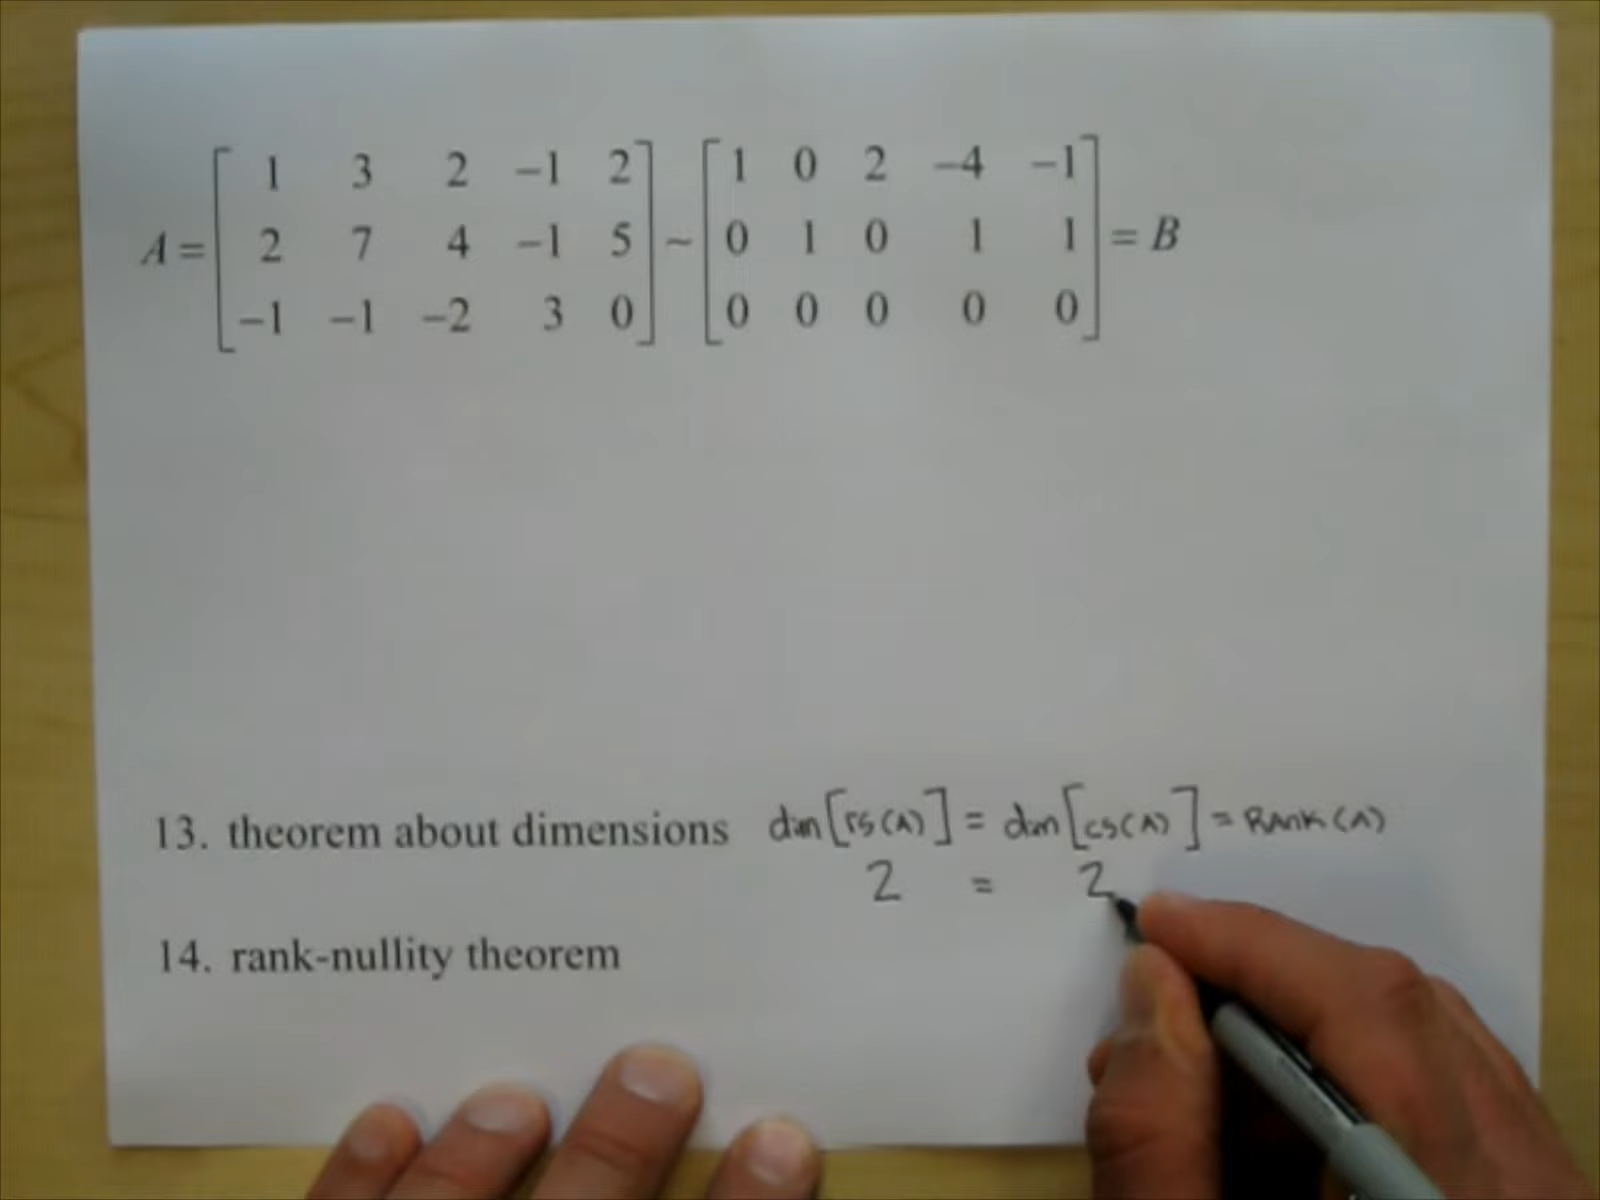 A = [ 1 3 2 −1 2 ] ~ [ 1 0 2 −4 −1 ] = B
[ 2 7 4 −1 5 ] [ 0 1 0 1 1 ]
[ −1 −1 −2 3 0 ] [ 0 0 0 0 0 ]
13. theorem about dimensions dim[rs(A)] = dim[cs(A)] = RANK(A)
2 = 2
14. rank-nullity theorem